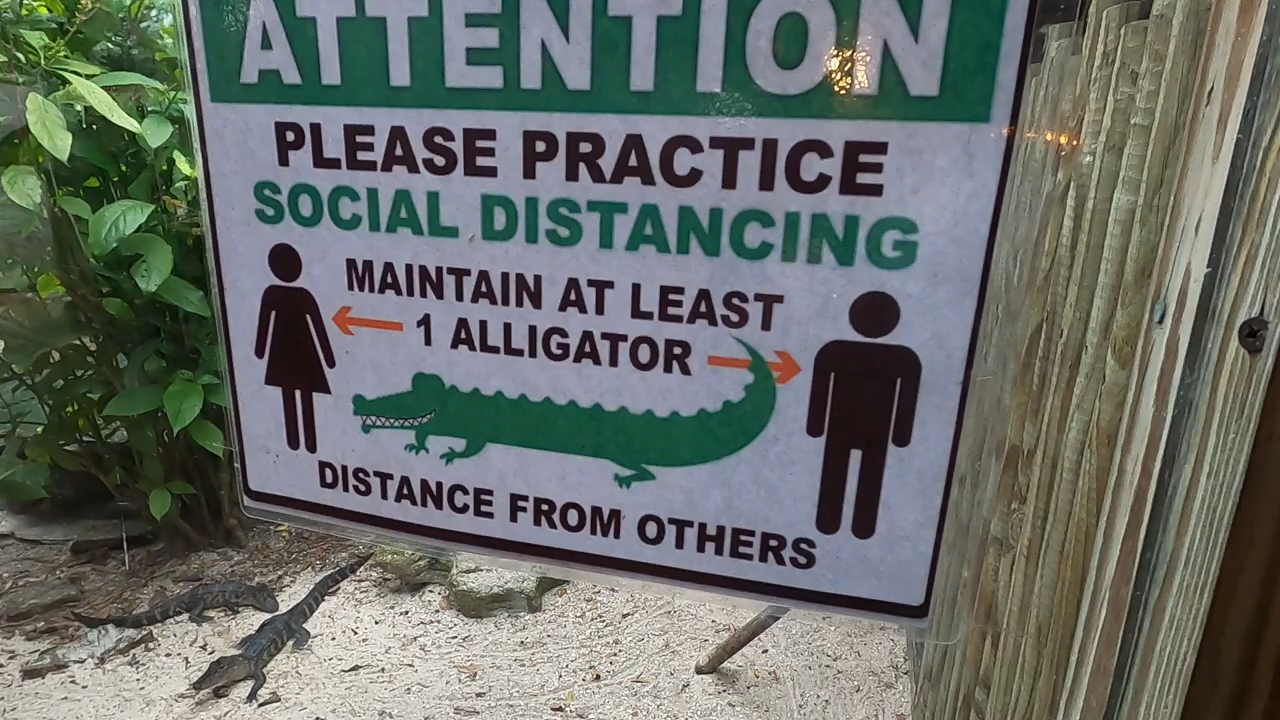 ATTENTION
PLEASE PRACTICE
SOCIAL DISTANCING
MAINTAIN AT LEAST
1 ALLIGATOR
DISTANCE FROM OTHERS